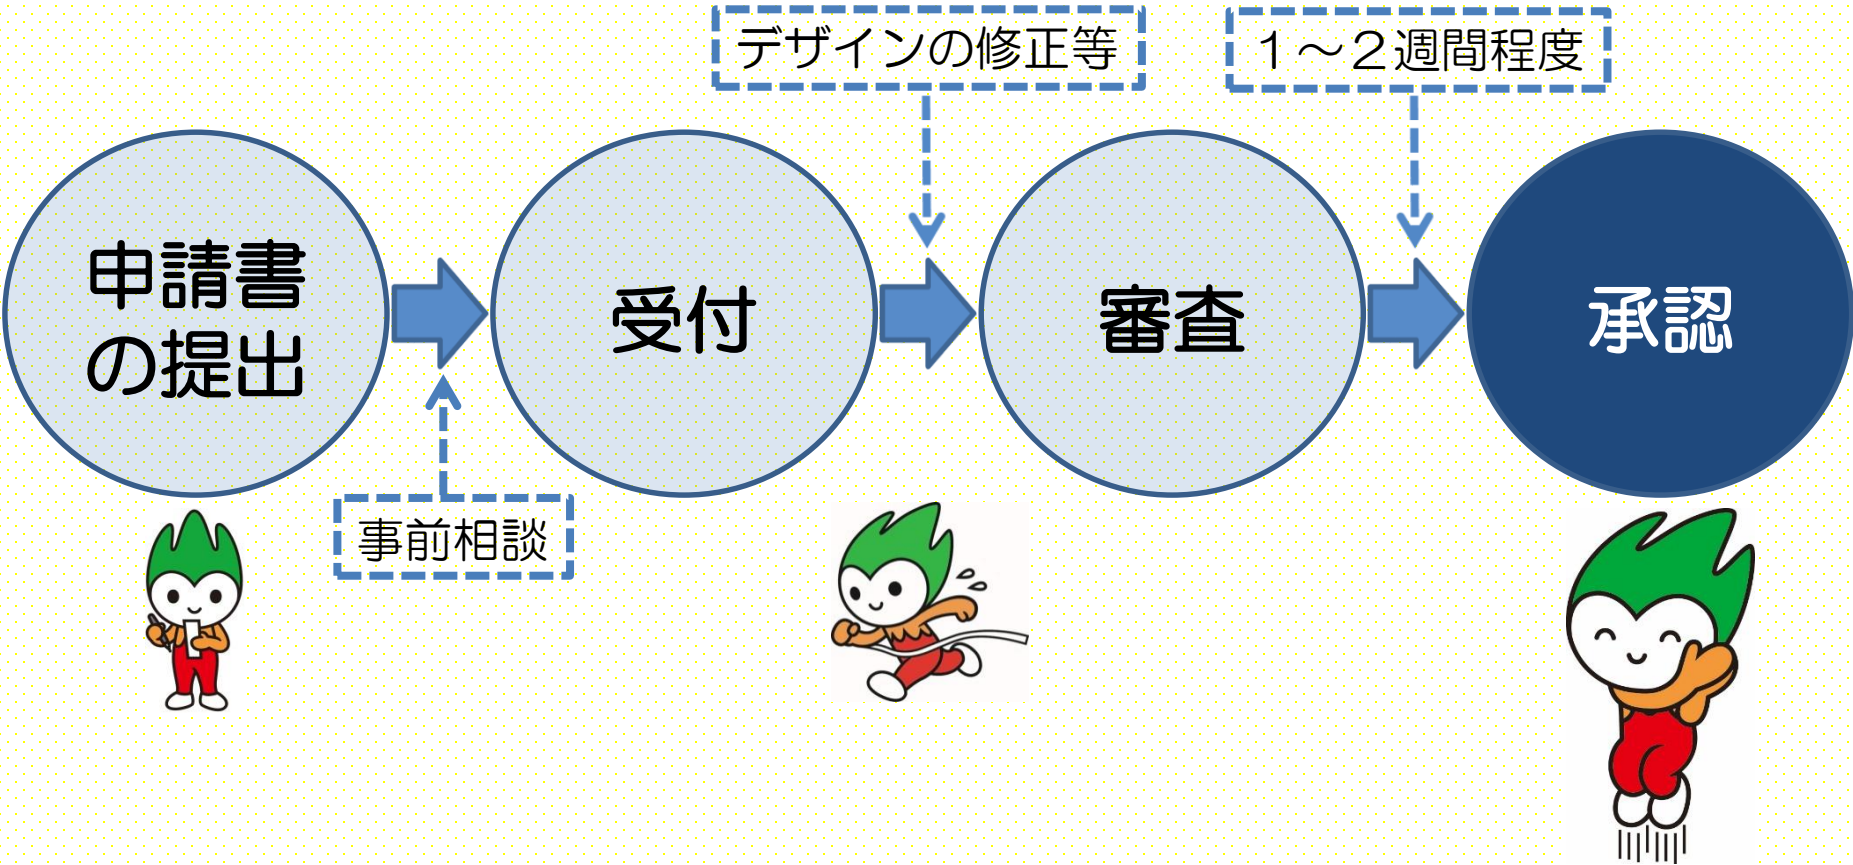 デザインの修正等
１～２週間程度
申請書
の提出
受付
審査
承認
事前相談